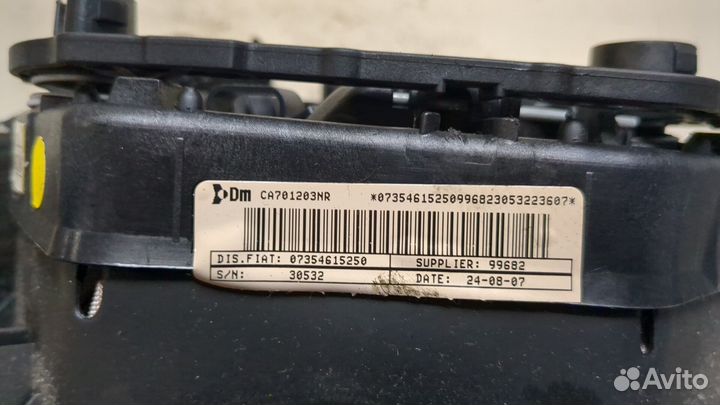 Dm CA701203NR *07354615250996823053223607*
DIS.FIAT: 07354615250 SUPPLIER: 99682
S/N: 30532 DATE: 24-08-07
Avito